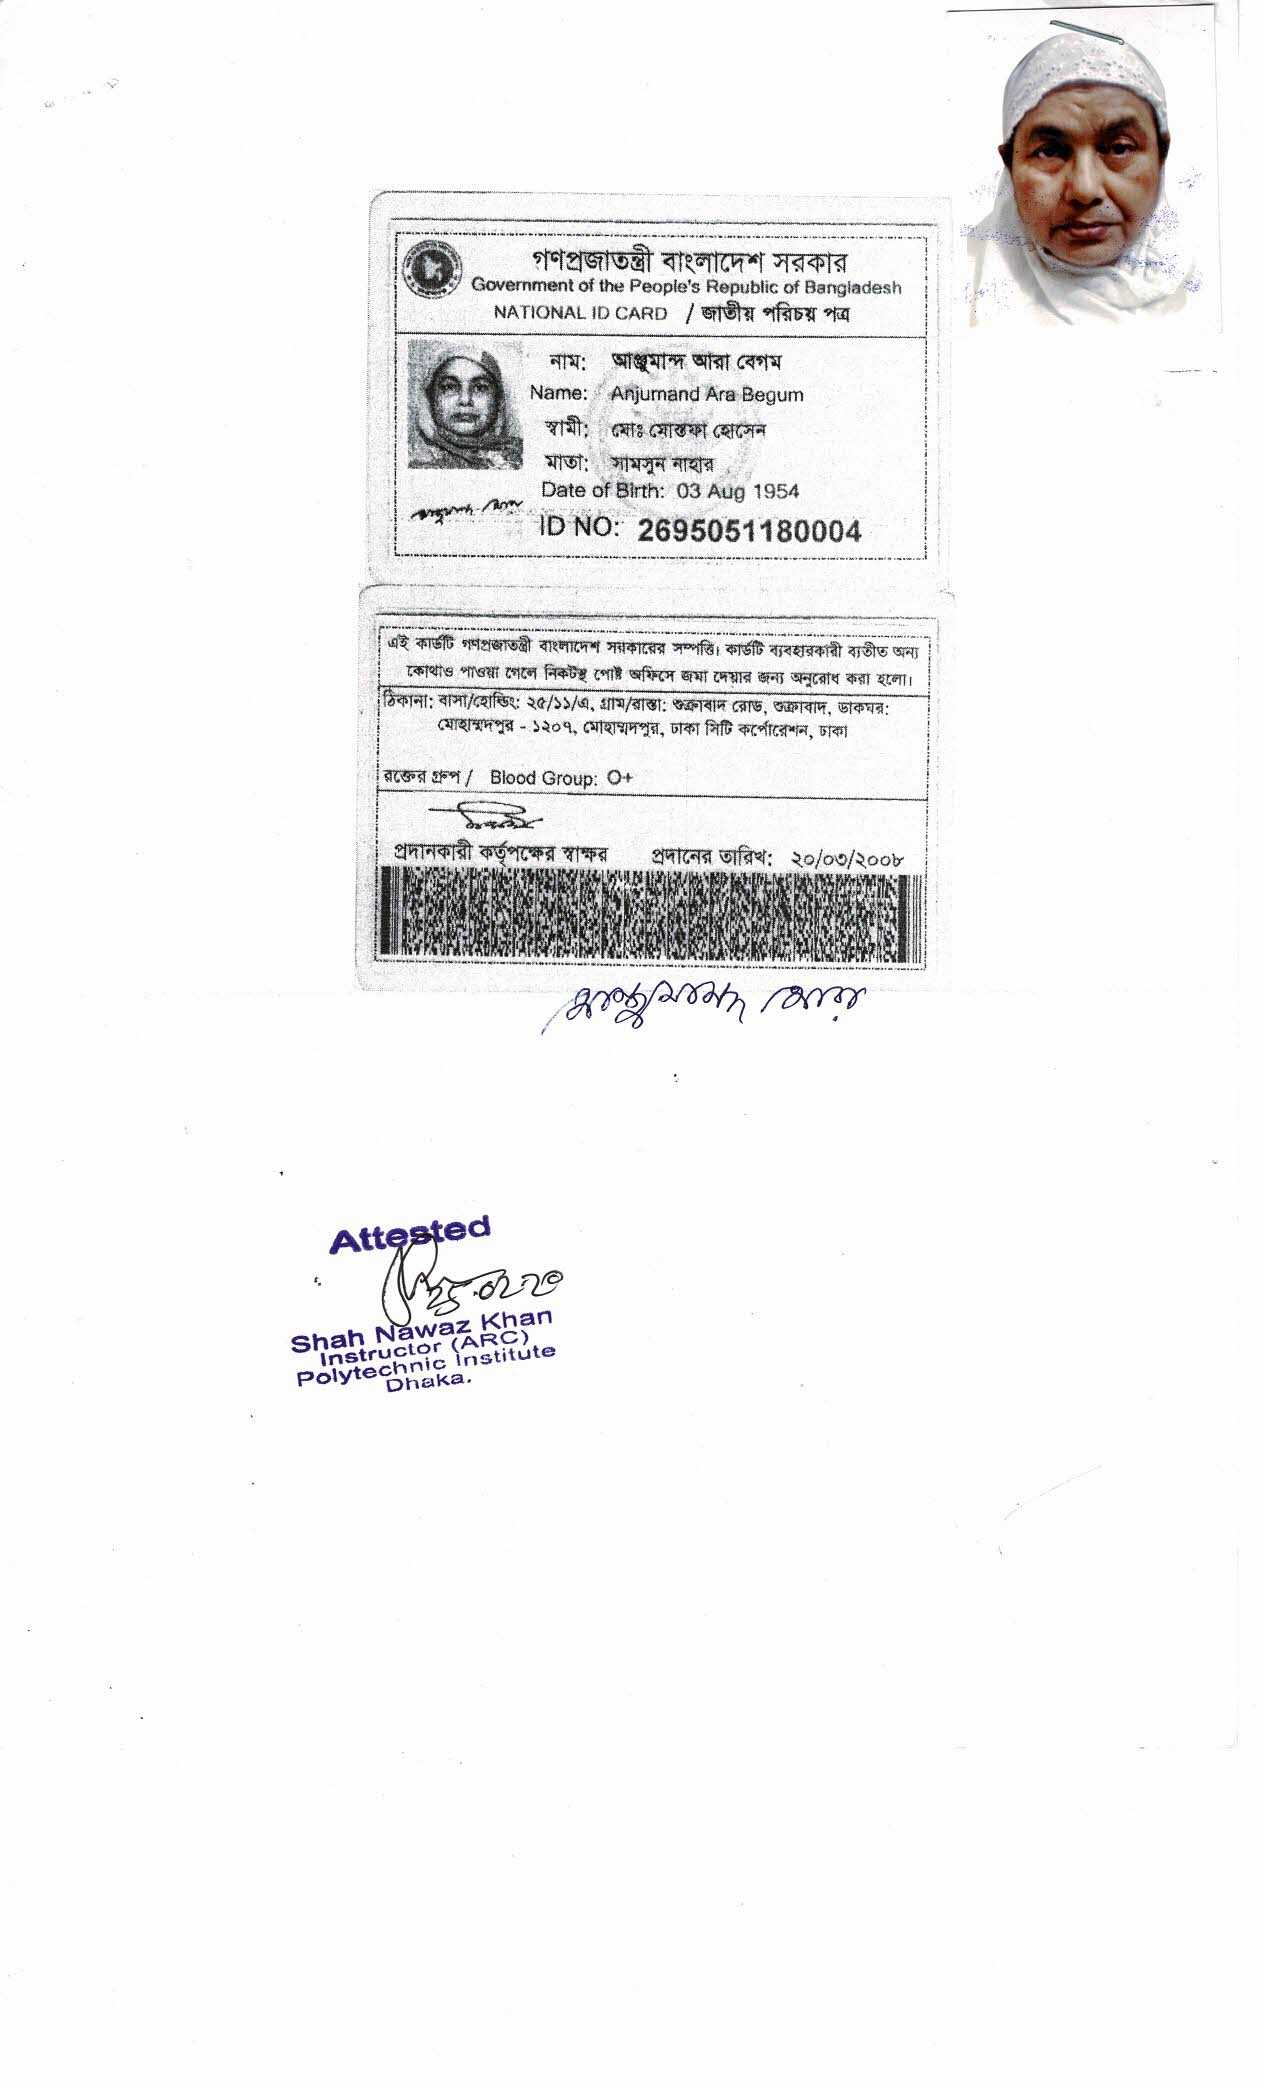 গণপ্রজাতন্ত্রী বাংলাদেশ সরকার
Government of the People's Republic of Bangladesh
NATIONAL ID CARD / জাতীয় পরিচয় পত্র
নাম: আঞ্জুমান্দ আরা বেগম
Name: Anjumand Ara Begum
স্বামী: মোঃ মোস্তফা হোসেন
মাতা: সামসুন নাহার
Date of Birth: 03 Aug 1954
ID NO: 2695051180004
এই কার্ডটি গণপ্রজাতন্ত্রী বাংলাদেশ সরকারের সম্পত্তি। কার্ডটি ব্যবহারকারী ব্যতীত অন্য
কোথাও পাওয়া গেলে নিকটস্থ পোষ্ট অফিসে জমা দেয়ার জন্য অনুরোধ করা হলো।
ঠিকানা: বাসা/হোল্ডিং: ২৫/১১/এ, গ্রাম/রাস্তা: শুক্রাবাদ রোড, শুক্রাবাদ, ডাকঘর:
মোহাম্মদপুর - ১২০৭, মোহাম্মদপুর, ঢাকা সিটি কর্পোরেশন, ঢাকা
রক্তের গ্রুপ / Blood Group: O+
প্রদানকারী কর্তৃপক্ষের স্বাক্ষর প্রদানের তারিখ: ২০/০৩/২০০৮
Attested
Shah Nawaz Khan
Instructor (ARC)
Polytechnic Institute
Dhaka.